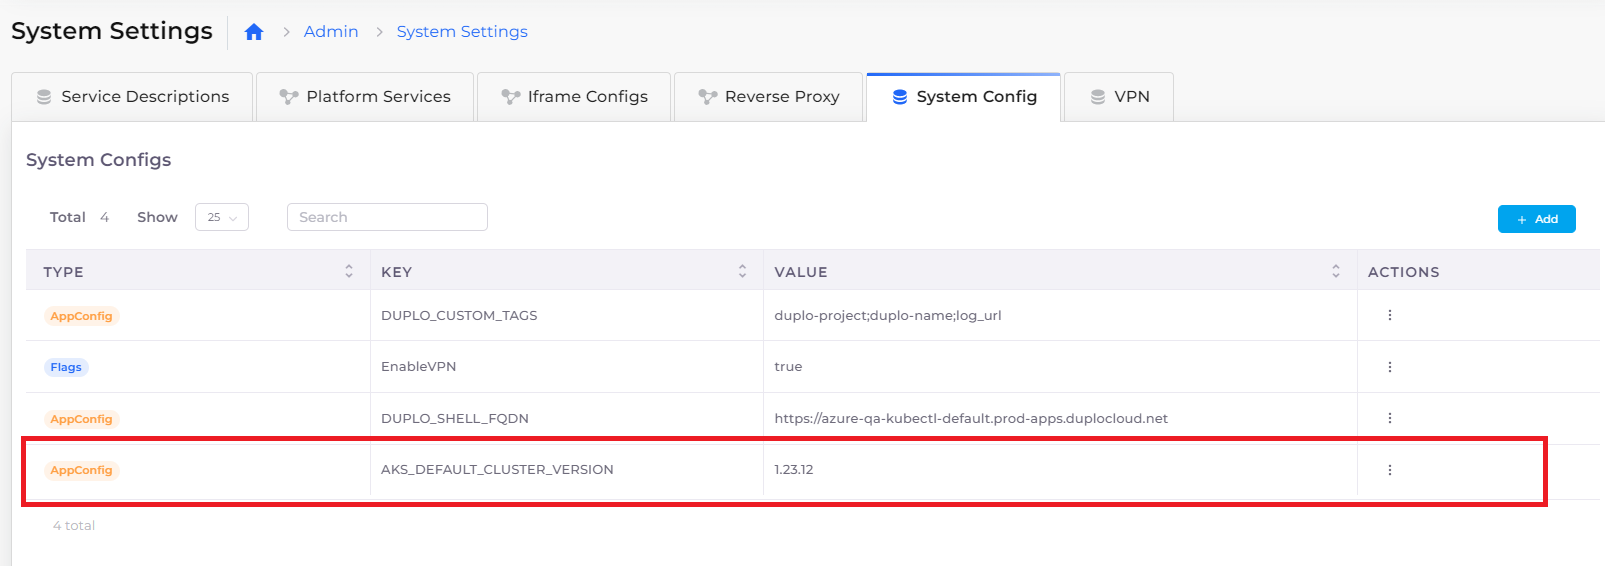 System Settings Admin System Settings
Service Descriptions Platform Services Iframe Configs Reverse Proxy System Config VPN
System Configs
Total 4 Show 25 Search
+ Add
TYPE KEY VALUE ACTIONS
AppConfig DUPLO_CUSTOM_TAGS duplo-project;duplo-name;log_url
Flags EnableVPN true
AppConfig DUPLO_SHELL_FQDN https://azure-qa-kubectl-default.prod-apps.duplocloud.net
AppConfig AKS_DEFAULT_CLUSTER_VERSION 1.23.12
4 total